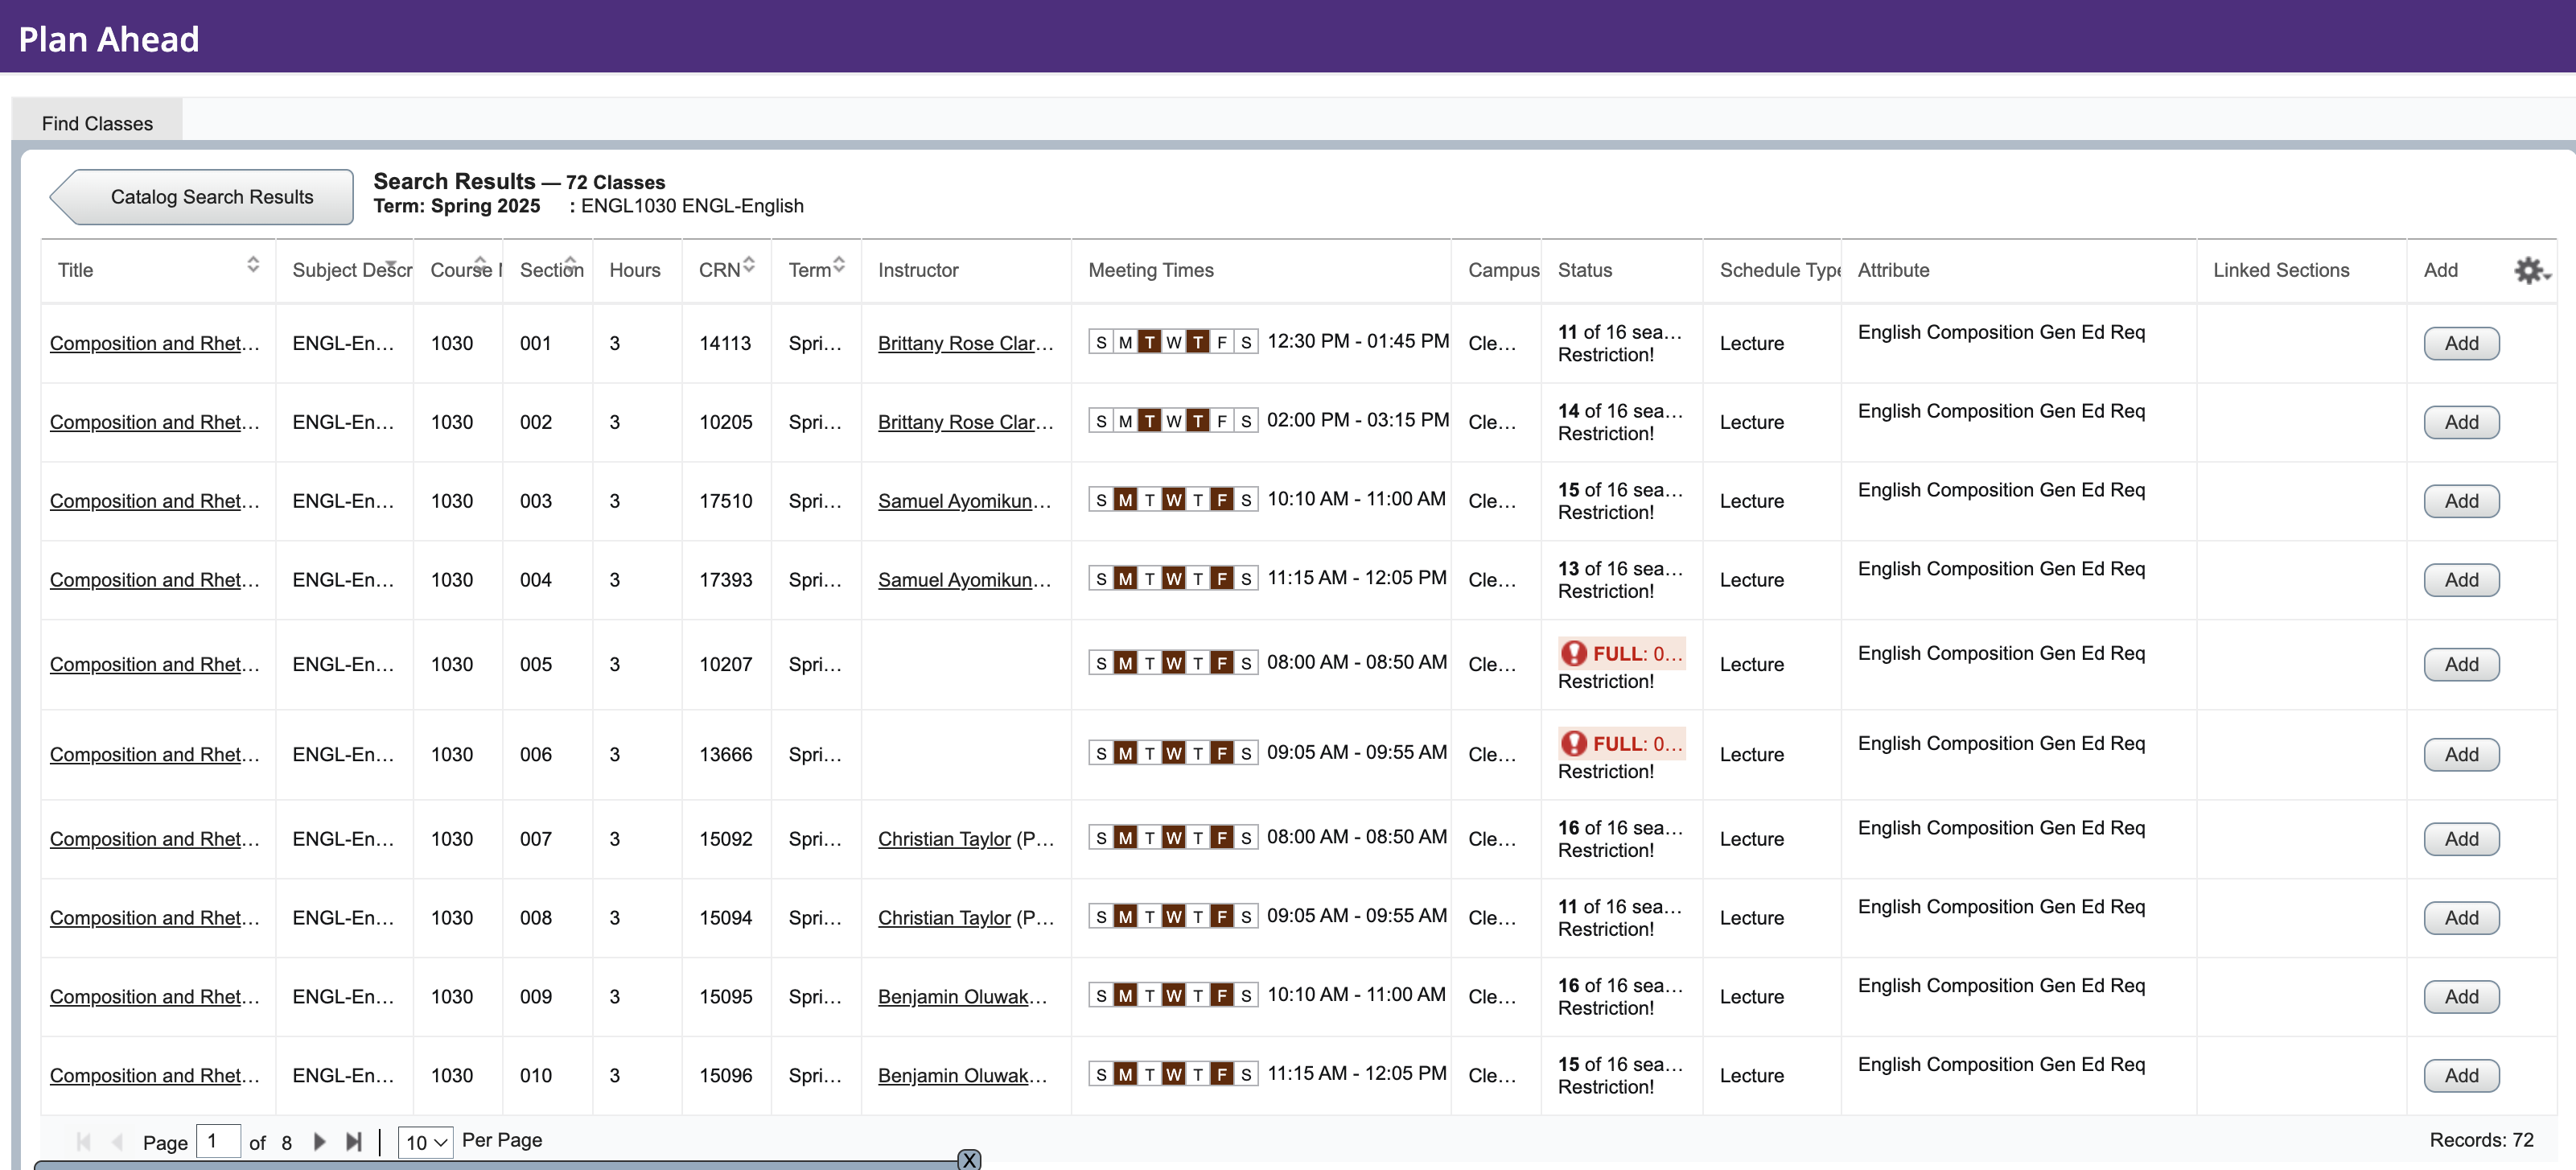 Plan Ahead
Find Classes
Catalog Search Results
Search Results — 72 Classes
Term: Spring 2025 : ENGL1030 ENGL-English
Title Subject Descr Course Section Hours CRN Term Instructor Meeting Times Campus Status Schedule Type Attribute Linked Sections Add
Composition and Rhet... ENGL-En... 1030 001 3 14113 Spri... Brittany Rose Clar... S M T W T F S 12:30 PM - 01:45 PM Cle... 11 of 16 sea... Restriction! Lecture English Composition Gen Ed Req Add
Composition and Rhet... ENGL-En... 1030 002 3 10205 Spri... Brittany Rose Clar... S M T W T F S 02:00 PM - 03:15 PM Cle... 14 of 16 sea... Restriction! Lecture English Composition Gen Ed Req Add
Composition and Rhet... ENGL-En... 1030 003 3 17510 Spri... Samuel Ayomikun... S M T W T F S 10:10 AM - 11:00 AM Cle... 15 of 16 sea... Restriction! Lecture English Composition Gen Ed Req Add
Composition and Rhet... ENGL-En... 1030 004 3 17393 Spri... Samuel Ayomikun... S M T W T F S 11:15 AM - 12:05 PM Cle... 13 of 16 sea... Restriction! Lecture English Composition Gen Ed Req Add
Composition and Rhet... ENGL-En... 1030 005 3 10207 Spri... S M T W T F S 08:00 AM - 08:50 AM Cle... FULL: 0... Restriction! Lecture English Composition Gen Ed Req Add
Composition and Rhet... ENGL-En... 1030 006 3 13666 Spri... S M T W T F S 09:05 AM - 09:55 AM Cle... FULL: 0... Restriction! Lecture English Composition Gen Ed Req Add
Composition and Rhet... ENGL-En... 1030 007 3 15092 Spri... Christian Taylor (P... S M T W T F S 08:00 AM - 08:50 AM Cle... 16 of 16 sea... Restriction! Lecture English Composition Gen Ed Req Add
Composition and Rhet... ENGL-En... 1030 008 3 15094 Spri... Christian Taylor (P... S M T W T F S 09:05 AM - 09:55 AM Cle... 11 of 16 sea... Restriction! Lecture English Composition Gen Ed Req Add
Composition and Rhet... ENGL-En... 1030 009 3 15095 Spri... Benjamin Oluwak... S M T W T F S 10:10 AM - 11:00 AM Cle... 16 of 16 sea... Restriction! Lecture English Composition Gen Ed Req Add
Composition and Rhet... ENGL-En... 1030 010 3 15096 Spri... Benjamin Oluwak... S M T W T F S 11:15 AM - 12:05 PM Cle... 15 of 16 sea... Restriction! Lecture English Composition Gen Ed Req Add
Page 1 of 8 | 10 Per Page Records: 72
X